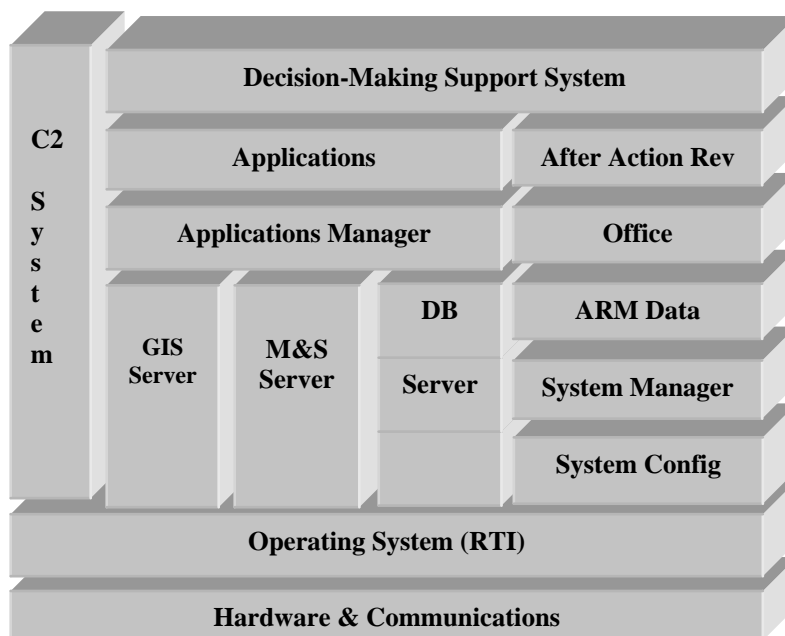 C2
System
Decision-Making Support System
Applications
After Action Rev
Applications Manager
Office
GIS
Server
M&S
Server
DB
Server
ARM Data
System Manager
System Config
Operating System (RTI)
Hardware & Communications